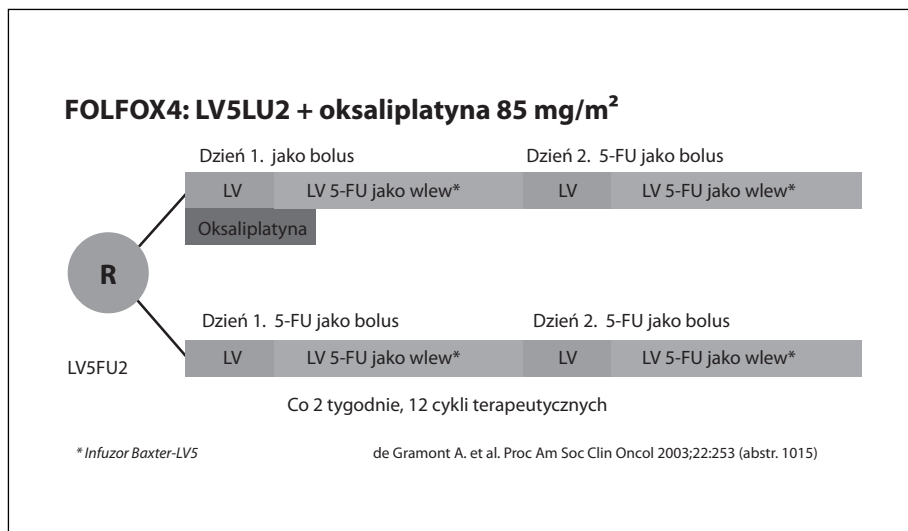 FOLFOX4: LV5LU2 + oksaliplatyna 85 mg/m²
Dzień 1. jako bolus Dzień 2. 5-FU jako bolus
LV LV 5-FU jako wlew* LV LV 5-FU jako wlew*
Oksaliplatyna
R
Dzień 1. 5-FU jako bolus Dzień 2. 5-FU jako bolus
LV LV 5-FU jako wlew* LV LV 5-FU jako wlew*
LV5FU2
Co 2 tygodnie, 12 cykli terapeutycznych
* Infuzor Baxter-LV5 de Gramont A. et al. Proc Am Soc Clin Oncol 2003;22:253 (abstr. 1015)